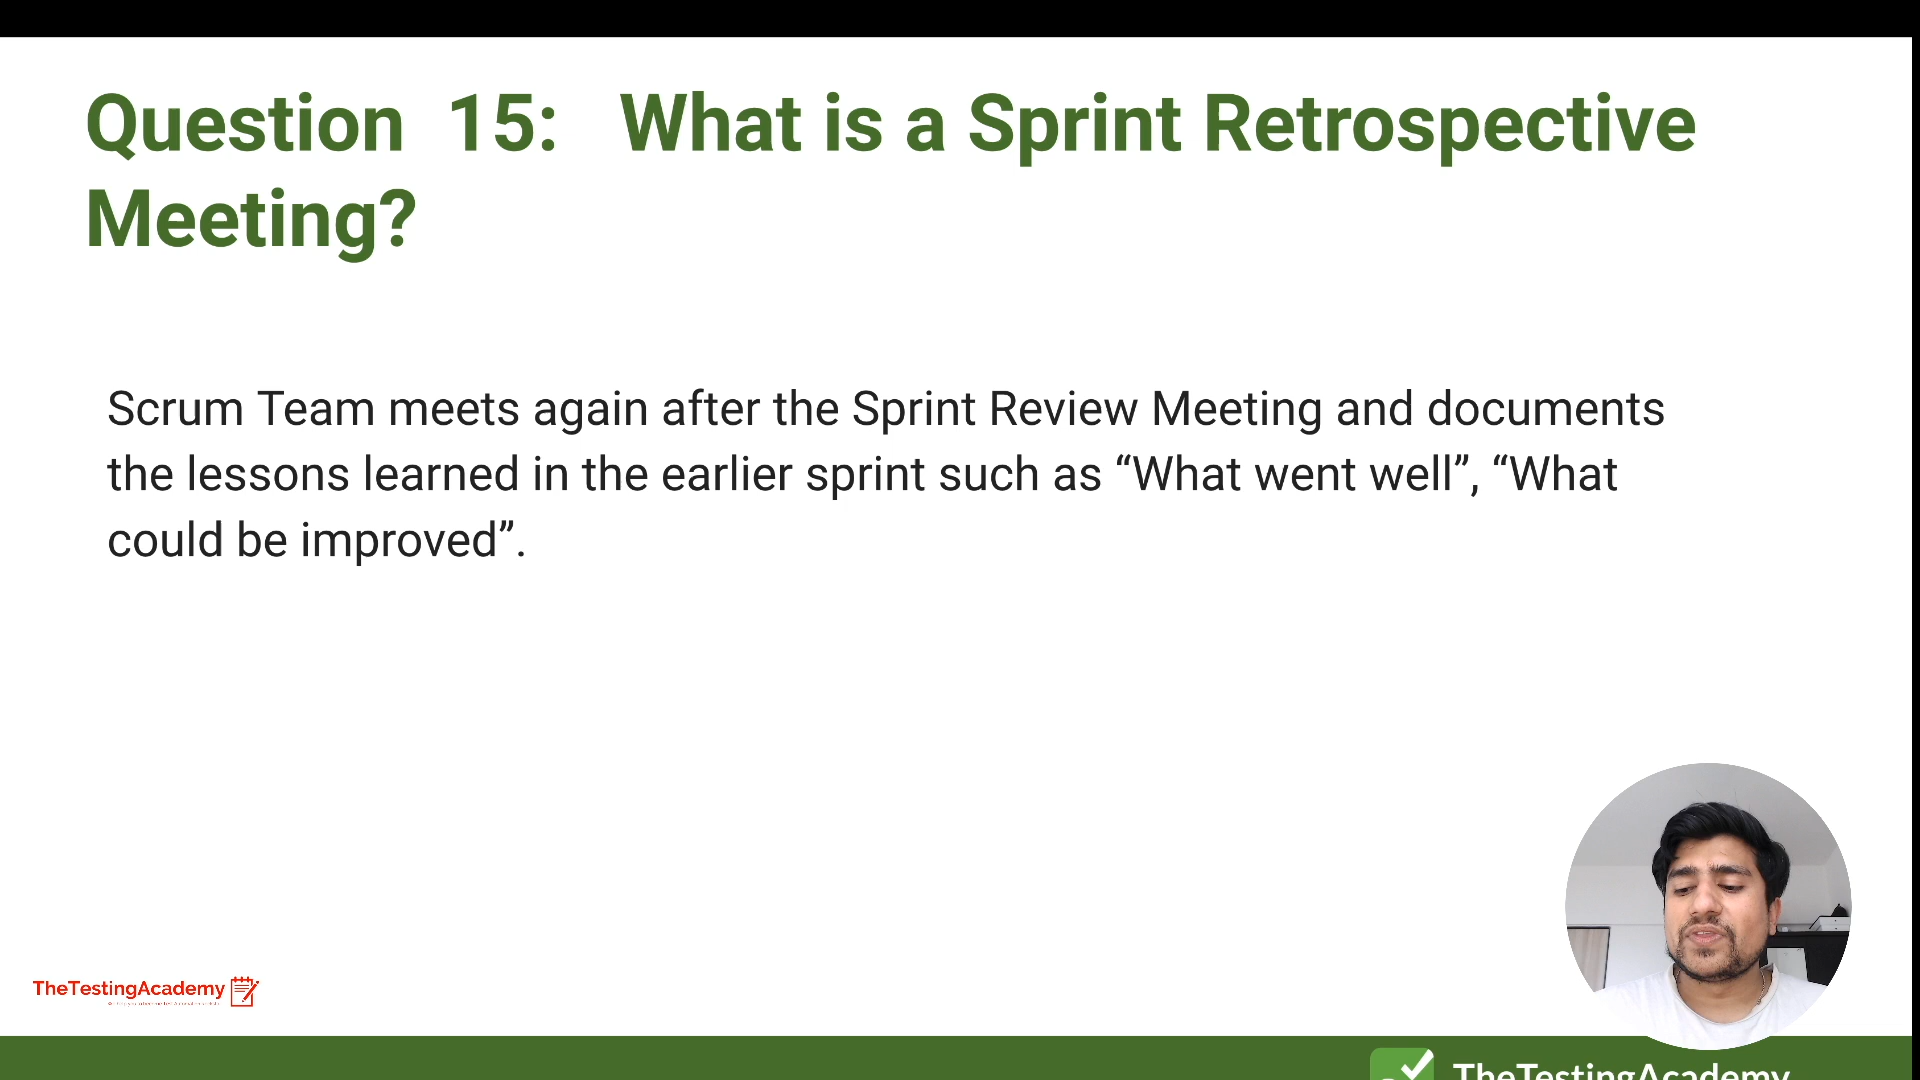 Question 15: What is a Sprint Retrospective
Meeting?
Scrum Team meets again after the Sprint Review Meeting and documents
the lessons learned in the earlier sprint such as “What went well”, “What
could be improved”.
TheTestingAcademy
TheTestingAcademy